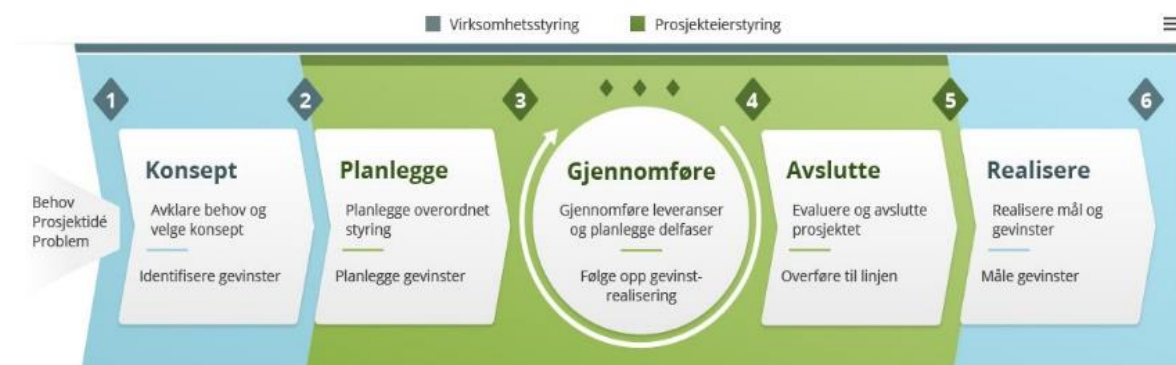 Virksomhetsstyring
Prosjekteierstyring
1
2
3
4
5
6
Behov
Prosjektidé
Problem
Konsept
Avklare behov og
velge konsept
Identifisere gevinster
Planlegge
Planlegge overordnet
styring
Planlegge gevinster
Gjennomføre
Gjennomføre leveranser
og planlegge delfaser
Følge opp gevinst-
realisering
Avslutte
Evaluere og avslutte
prosjektet
Overføre til linjen
Realisere
Realisere mål og
gevinster
Måle gevinster